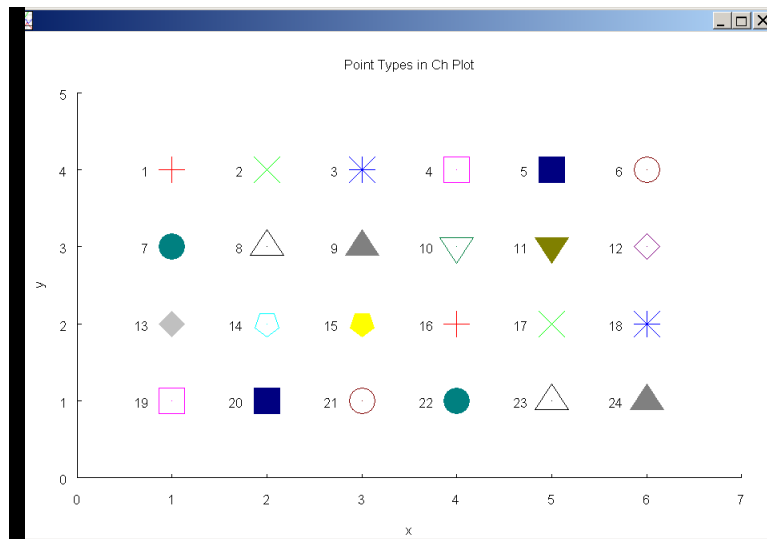 Point Types in Ch Plot
5
4 1 2 3 4 5 6
3 7 8 9 10 11 12
y
2 13 14 15 16 17 18
1 19 20 21 22 23 24
0
0 1 2 3 4 5 6 7
x